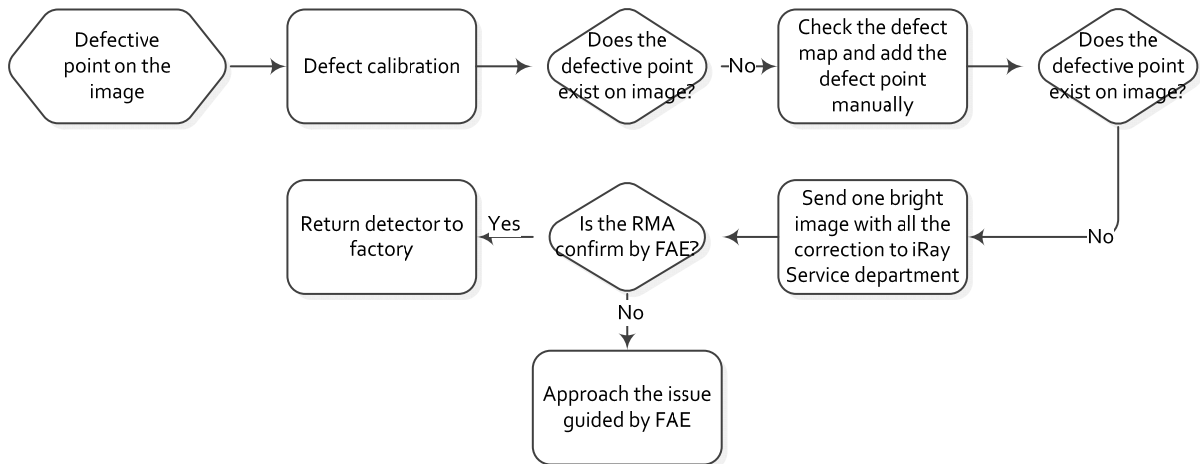 Defective
point on the
image
Defect calibration
Does the
defective point
exist on image?
No
Check the defect
map and add the
defect point
manually
Does the
defective point
exist on image?
No
Send one bright
image with all the
correction to iRay
Service department
Is the RMA
confirm by FAE?
Yes
Return detector to
factory
No
Approach the issue
guided by FAE